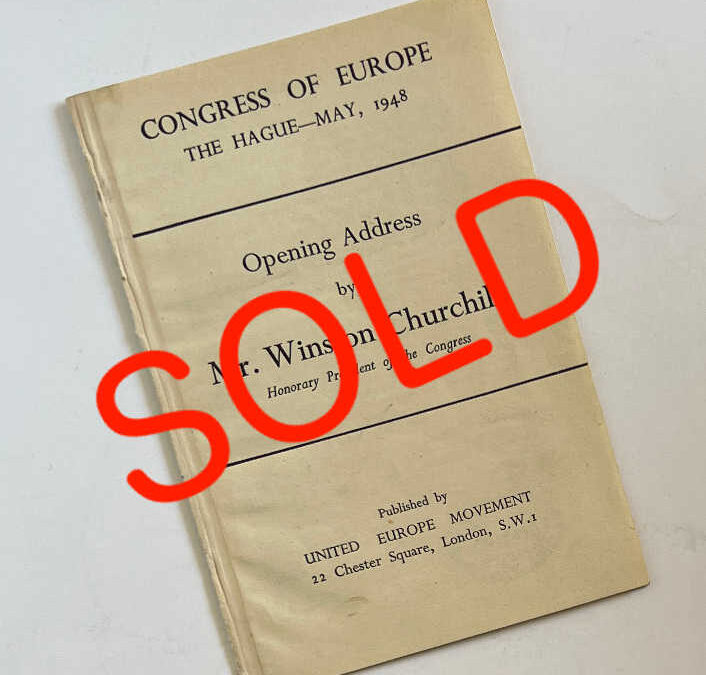 CONGRESS OF EUROPE
THE HAGUE—MAY, 1948
Opening Address
by
Mr. Winston Churchill
Honorary President of the Congress
SOLD
Published by
UNITED EUROPE MOVEMENT
22 Chester Square, London, S.W.1